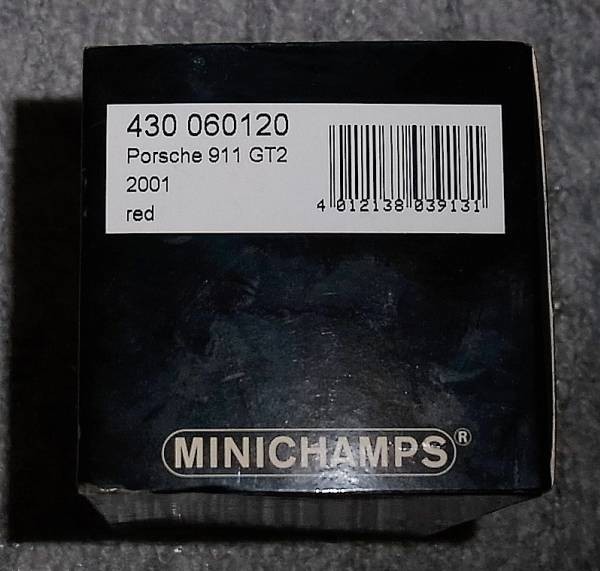 430 060120
Porsche 911 GT2
2001
red
4 012138 039131
MINICHAMPS®